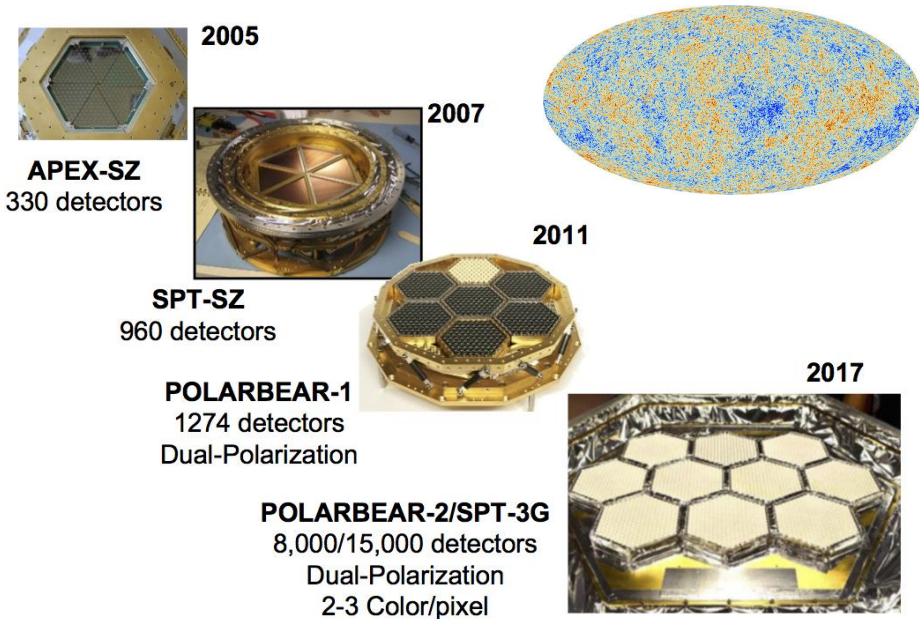 2005
APEX-SZ
330 detectors
2007
SPT-SZ
960 detectors
2011
POLARBEAR-1
1274 detectors
Dual-Polarization
2017
POLARBEAR-2/SPT-3G
8,000/15,000 detectors
Dual-Polarization
2-3 Color/pixel